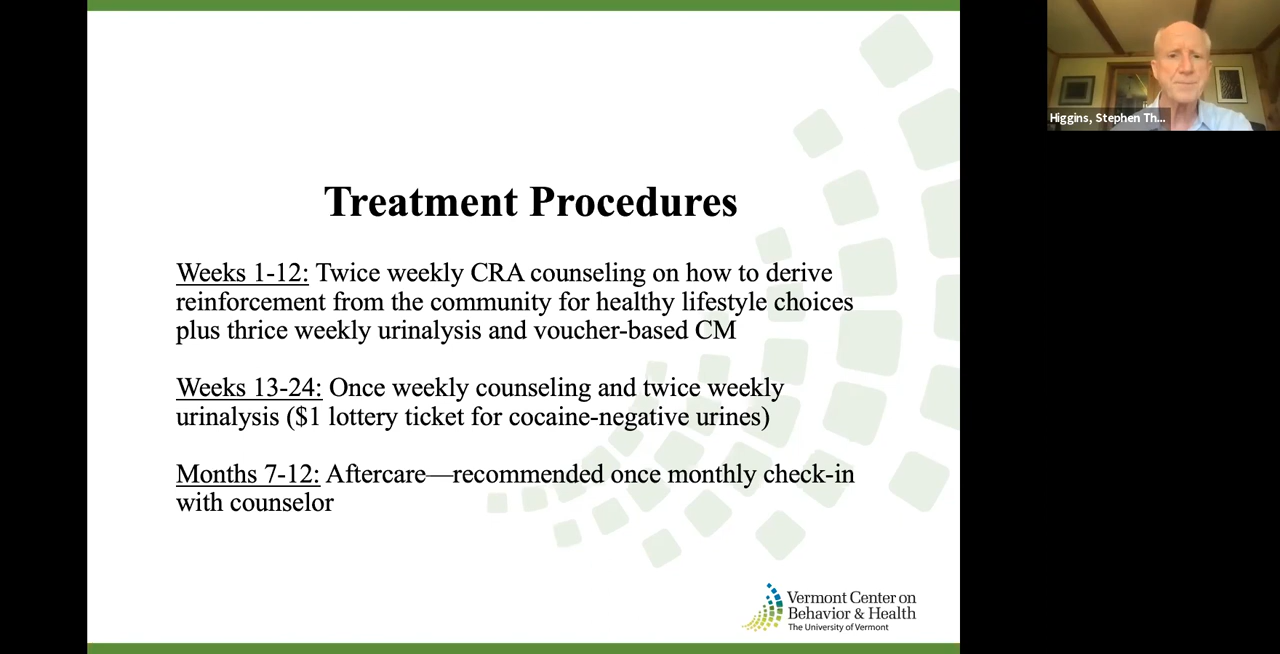 Treatment Procedures
Weeks 1-12: Twice weekly CRA counseling on how to derive
reinforcement from the community for healthy lifestyle choices
plus thrice weekly urinalysis and voucher-based CM
Weeks 13-24: Once weekly counseling and twice weekly
urinalysis ($1 lottery ticket for cocaine-negative urines)
Months 7-12: Aftercare—recommended once monthly check-in
with counselor
Vermont Center on
Behavior & Health
The University of Vermont
Higgins, Stephen Th...